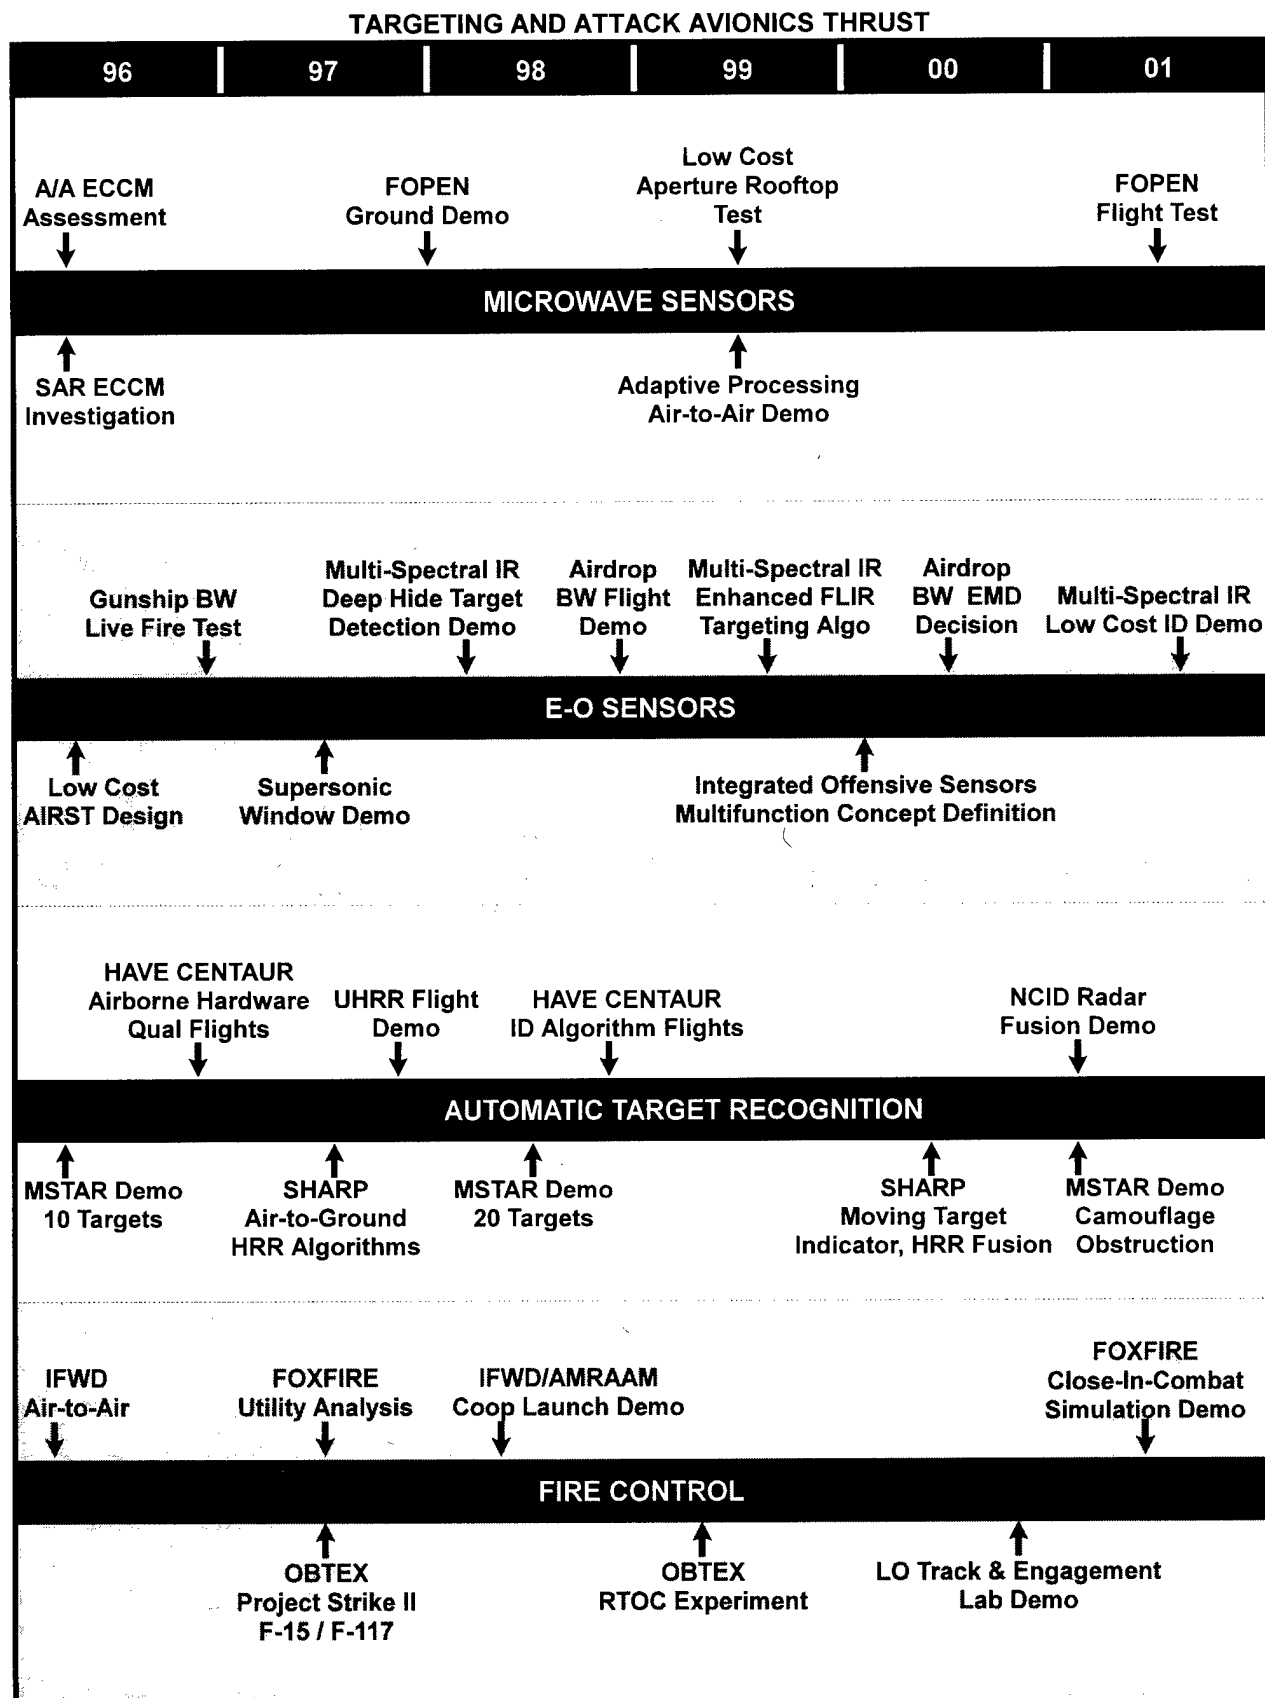 TARGETING AND ATTACK AVIONICS THRUST
96 97 98 99 00 01
A/A ECCM
Assessment
FOPEN
Ground Demo
Low Cost
Aperture Rooftop
Test
FOPEN
Flight Test
MICROWAVE SENSORS
SAR ECCM
Investigation
Adaptive Processing
Air-to-Air Demo
Gunship BW
Live Fire Test
Multi-Spectral IR
Deep Hide Target
Detection Demo
Airdrop
BW Flight
Demo
Multi-Spectral IR
Enhanced FLIR
Targeting Algo
Airdrop
BW EMD
Decision
Multi-Spectral IR
Low Cost ID Demo
E-O SENSORS
Low Cost
AIRST Design
Supersonic
Window Demo
Integrated Offensive Sensors
Multifunction Concept Definition
HAVE CENTAUR
Airborne Hardware
Qual Flights
UHRR Flight
Demo
HAVE CENTAUR
ID Algorithm Flights
NCID Radar
Fusion Demo
AUTOMATIC TARGET RECOGNITION
MSTAR Demo
10 Targets
SHARP
Air-to-Ground
HRR Algorithms
MSTAR Demo
20 Targets
SHARP
Moving Target
Indicator, HRR Fusion
MSTAR Demo
Camouflage
Obstruction
IFWD
Air-to-Air
FOXFIRE
Utility Analysis
IFWD/AMRAAM
Coop Launch Demo
FOXFIRE
Close-In-Combat
Simulation Demo
FIRE CONTROL
OBTEX
Project Strike II
F-15 / F-117
OBTEX
RTOC Experiment
LO Track & Engagement
Lab Demo